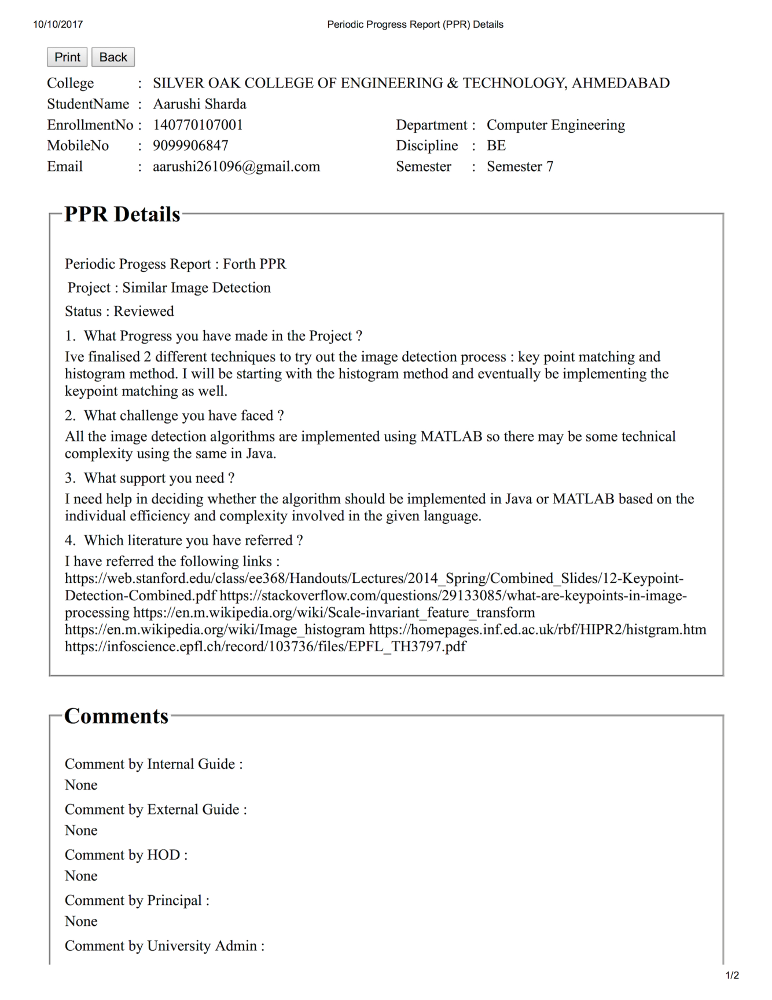 10/10/2017 Periodic Progress Report (PPR) Details
Print Back
College : SILVER OAK COLLEGE OF ENGINEERING & TECHNOLOGY, AHMEDABAD
StudentName : Aarushi Sharda
EnrollmentNo : 140770107001 Department : Computer Engineering
MobileNo : 9099906847 Discipline : BE
Email : aarushi261096@gmail.com Semester : Semester 7
PPR Details
Periodic Progess Report : Forth PPR
Project : Similar Image Detection
Status : Reviewed
1. What Progress you have made in the Project ?
Ive finalised 2 different techniques to try out the image detection process : key point matching and
histogram method. I will be starting with the histogram method and eventually be implementing the
keypoint matching as well.
2. What challenge you have faced ?
All the image detection algorithms are implemented using MATLAB so there may be some technical
complexity using the same in Java.
3. What support you need ?
I need help in deciding whether the algorithm should be implemented in Java or MATLAB based on the
individual efficiency and complexity involved in the given language.
4. Which literature you have referred ?
I have referred the following links :
https://web.stanford.edu/class/ee368/Handouts/Lectures/2014_Spring/Combined_Slides/12-Keypoint-
Detection-Combined.pdf https://stackoverflow.com/questions/29133085/what-are-keypoints-in-image-
processing https://en.m.wikipedia.org/wiki/Scale-invariant_feature_transform
https://en.m.wikipedia.org/wiki/Image_histogram https://homepages.inf.ed.ac.uk/rbf/HIPR2/histgram.htm
https://infoscience.epfl.ch/record/103736/files/EPFL_TH3797.pdf
Comments
Comment by Internal Guide :
None
Comment by External Guide :
None
Comment by HOD :
None
Comment by Principal :
None
Comment by University Admin :
1/2